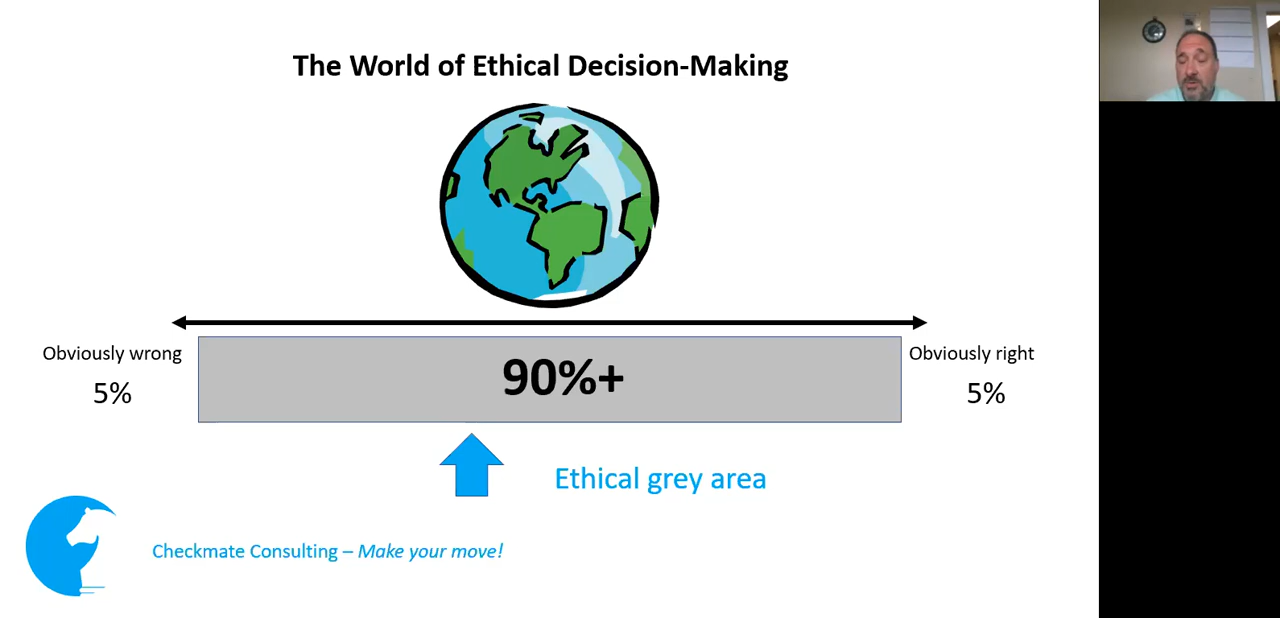 The World of Ethical Decision-Making
Obviously wrong
5%
90%+
Obviously right
5%
Ethical grey area
Checkmate Consulting – Make your move!